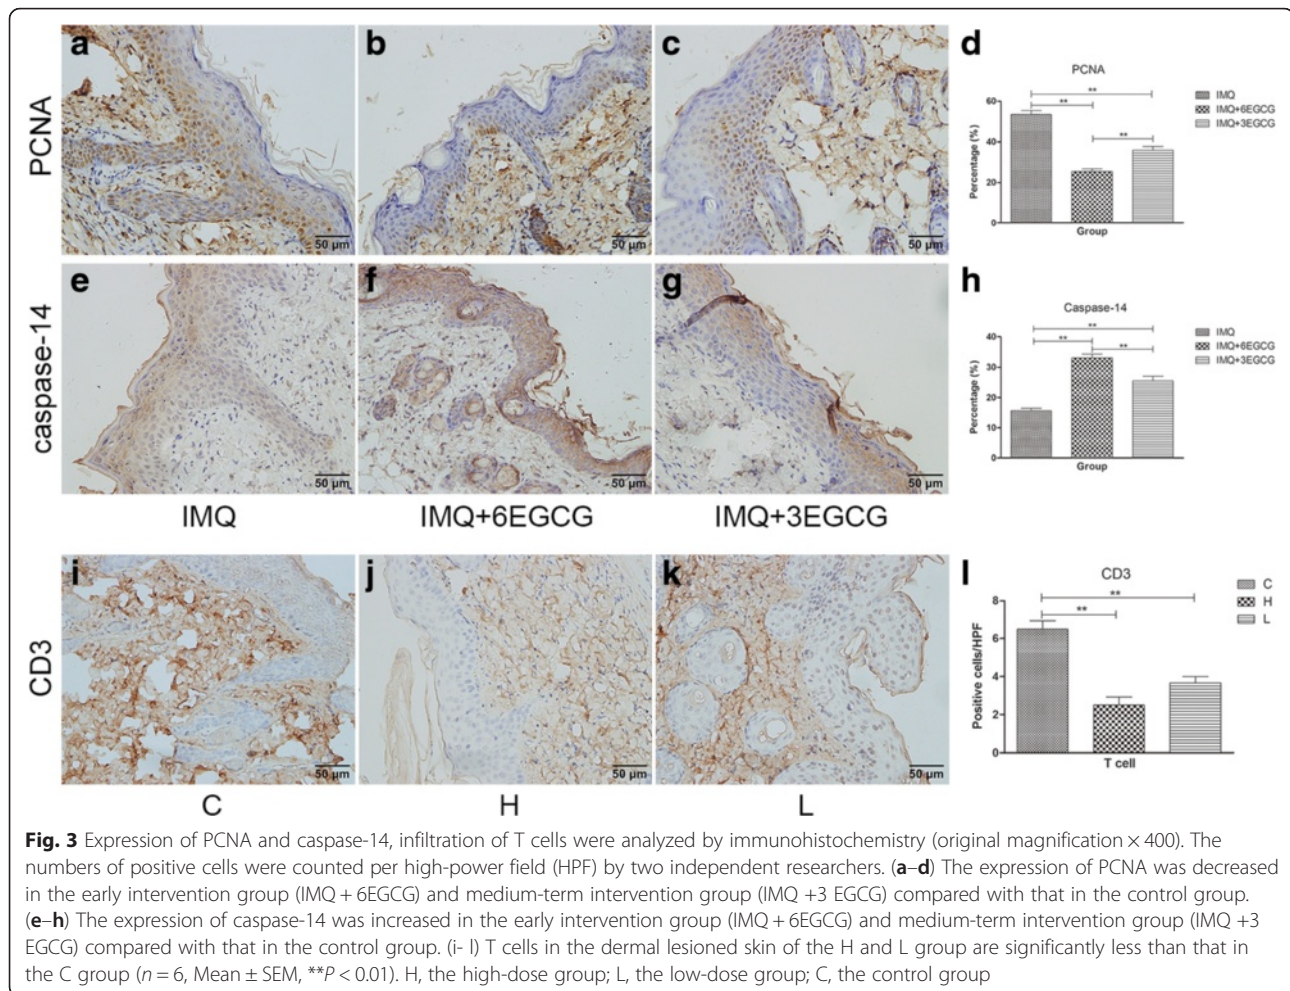 a
b
c
d
PCNA
50 µm
50 µm
50 µm
PCNA
IMQ
IMQ+6EGCG
IMQ+3EGCG
**
**
**
Percentage (%)
60
40
20
0
Group
e
f
g
h
caspase-14
50 µm
50 µm
50 µm
Caspase-14
IMQ
IMQ+6EGCG
IMQ+3EGCG
**
**
**
Percentage (%)
40
30
20
10
0
Group
IMQ
IMQ+6EGCG
IMQ+3EGCG
i
j
k
l
CD3
50 µm
50 µm
50 µm
CD3
C
H
L
**
**
Positive cells/HPF
8
6
4
2
0
T cell
C
H
L
Fig. 3 Expression of PCNA and caspase-14, infiltration of T cells were analyzed by immunohistochemistry (original magnification × 400). The
numbers of positive cells were counted per high-power field (HPF) by two independent researchers. (a–d) The expression of PCNA was decreased
in the early intervention group (IMQ + 6EGCG) and medium-term intervention group (IMQ +3 EGCG) compared with that in the control group.
(e–h) The expression of caspase-14 was increased in the early intervention group (IMQ + 6EGCG) and medium-term intervention group (IMQ +3
EGCG) compared with that in the control group. (i- l) T cells in the dermal lesioned skin of the H and L group are significantly less than that in
the C group (n = 6, Mean ± SEM, **P < 0.01). H, the high-dose group; L, the low-dose group; C, the control group